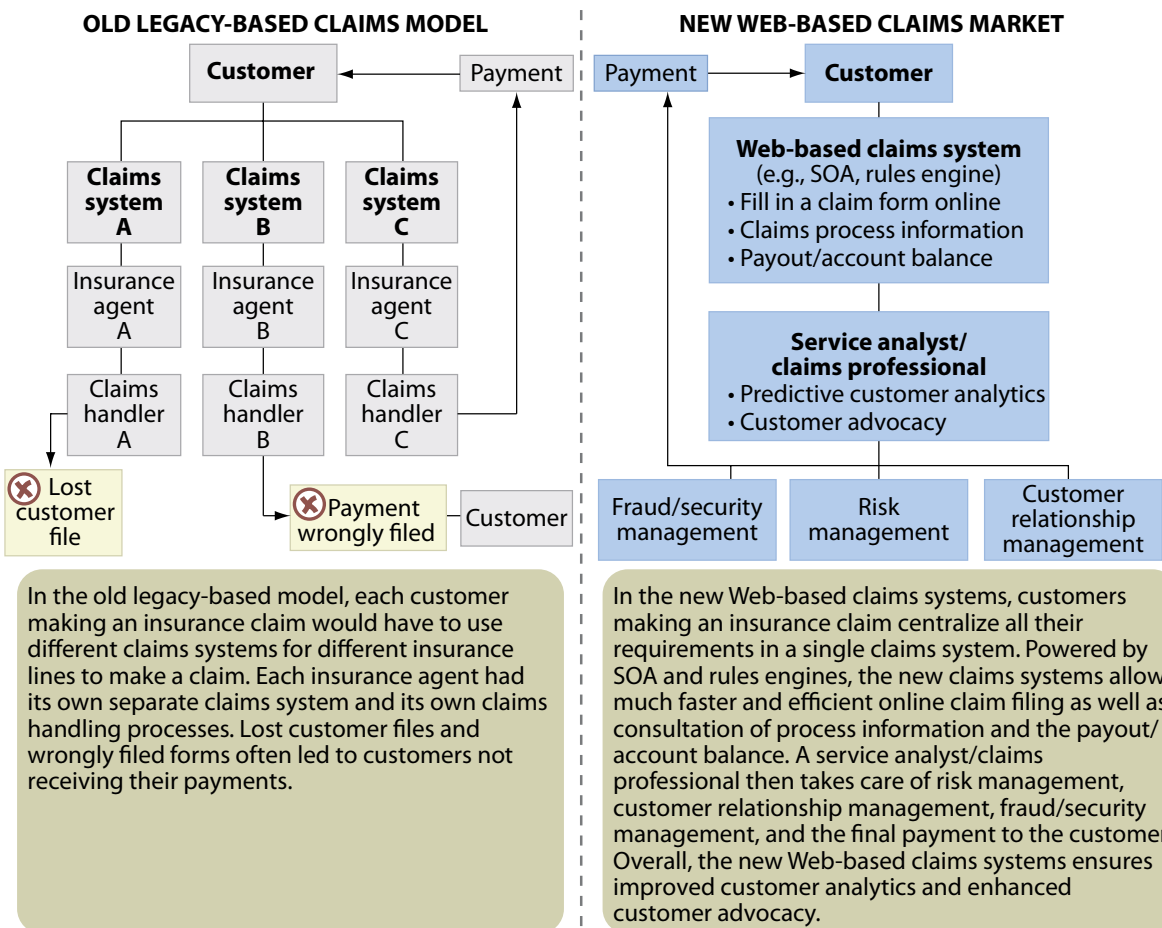 OLD LEGACY-BASED CLAIMS MODEL
Customer
Payment
Claims
system
A
Claims
system
B
Claims
system
C
Insurance
agent
A
Insurance
agent
B
Insurance
agent
C
Claims
handler
A
Claims
handler
B
Claims
handler
C
Lost
customer
file
Payment
wrongly filed
Customer
In the old legacy-based model, each customer
making an insurance claim would have to use
different claims systems for different insurance
lines to make a claim. Each insurance agent had
its own separate claims system and its own claims
handling processes. Lost customer files and
wrongly filed forms often led to customers not
receiving their payments.
NEW WEB-BASED CLAIMS MARKET
Payment
Customer
Web-based claims system
(e.g., SOA, rules engine)
• Fill in a claim form online
• Claims process information
• Payout/account balance
Service analyst/
claims professional
• Predictive customer analytics
• Customer advocacy
Fraud/security
management
Risk
management
Customer
relationship
management
In the new Web-based claims systems, customers
making an insurance claim centralize all their
requirements in a single claims system. Powered by
SOA and rules engines, the new claims systems allow
much faster and efficient online claim filing as well as
consultation of process information and the payout/
account balance. A service analyst/claims
professional then takes care of risk management,
customer relationship management, fraud/security
management, and the final payment to the customer
Overall, the new Web-based claims systems ensures
improved customer analytics and enhanced
customer advocacy.